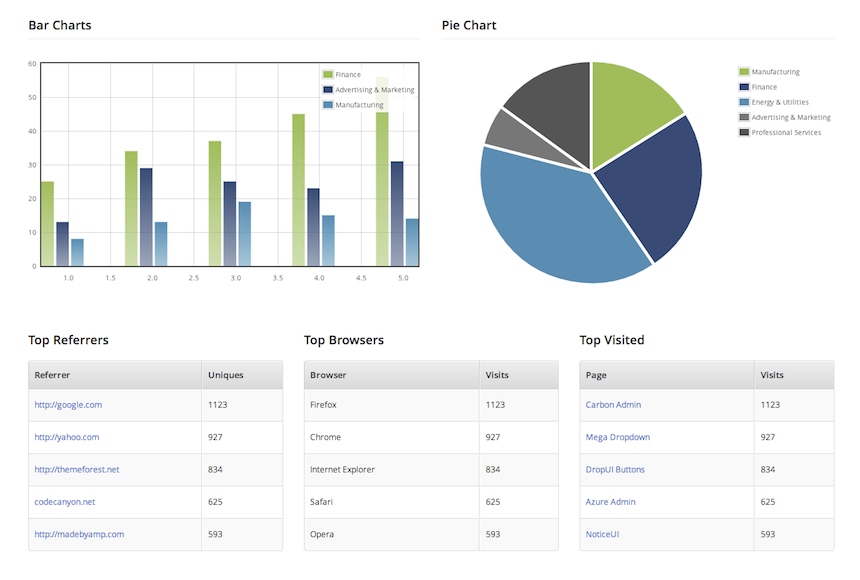 Bar Charts
Pie Chart
60
50
40
30
20
10
0
1.0 1.5 2.0 2.5 3.0 3.5 4.0 4.5 5.0
Finance
Advertising & Marketing
Manufacturing
Manufacturing
Finance
Energy & Utilities
Advertising & Marketing
Professional Services
Top Referrers
Referrer Uniques
http://google.com 1123
http://yahoo.com 927
http://themeforest.net 834
codecanyon.net 625
http://madebyamp.com 593
Top Browsers
Browser Visits
Firefox 1123
Chrome 927
Internet Explorer 834
Safari 625
Opera 593
Top Visited
Page Visits
Carbon Admin 1123
Mega Dropdown 927
DropUI Buttons 834
Azure Admin 625
NoticeUI 593